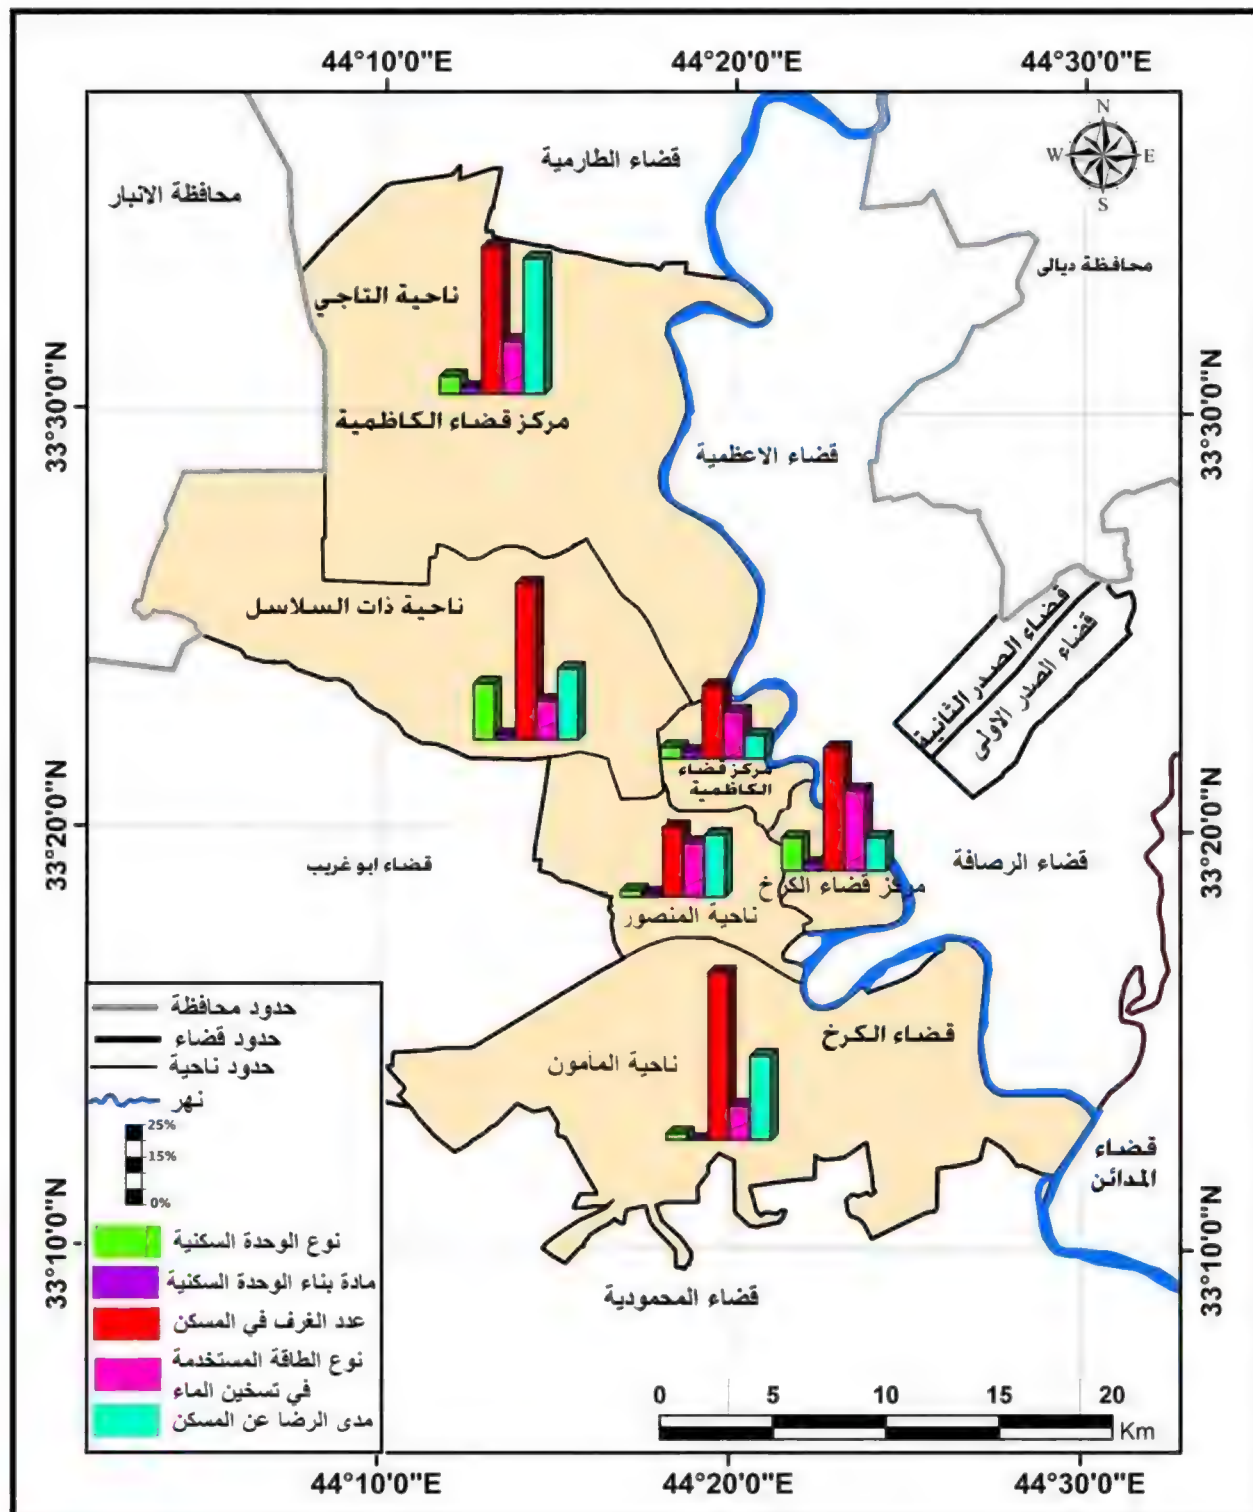 44°10'0"E
44°20'0"E
44°30'0"E
N
W
E
S
قضاء الطارمية
محافظة الانبار
محافظة ديالى
ناحية التاجي
33°30'0"N
33°30'0"N
مركز قضاء الكاظمية
قضاء الاعظمية
ناحية ذات السلاسل
قضاء الصدر الثانية
قضاء الصدر الاولى
مركز قضاء
الكاظمية
33°20'0"N
33°20'0"N
قضاء ابو غريب
قضاء الرصافة
مركز قضاء الكرخ
ناحية المنصور
قضاء الكرخ
ناحية المأمون
قضاء
المدائن
33°10'0"N
33°10'0"N
قضاء المحمودية
حدود محافظة
حدود قضاء
حدود ناحية
نهر
25%
15%
0%
نوع الوحدة السكنية
مادة بناء الوحدة السكنية
عدد الغرف في المسكن
نوع الطاقة المستخدمة
في تسخين الماء
مدى الرضا عن المسكن
0 5 10 15 20
Km
44°10'0"E
44°20'0"E
44°30'0"E